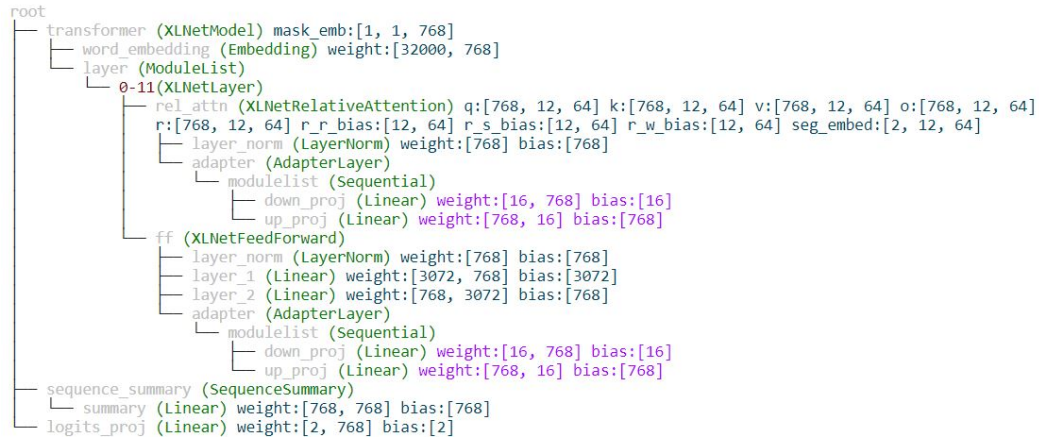 root
transformer (XLNetModel) mask_emb:[1, 1, 768]
word_embedding (Embedding) weight:[32000, 768]
layer (ModuleList)
0-11(XLNetLayer)
rel_attn (XLNetRelativeAttention) q:[768, 12, 64] k:[768, 12, 64] v:[768, 12, 64] o:[768, 12, 64]
r:[768, 12, 64] r_r_bias:[12, 64] r_s_bias:[12, 64] r_w_bias:[12, 64] seg_embed:[2, 12, 64]
layer_norm (LayerNorm) weight:[768] bias:[768]
adapter (AdapterLayer)
modulelist (Sequential)
down_proj (Linear) weight:[16, 768] bias:[16]
up_proj (Linear) weight:[768, 16] bias:[768]
ff (XLNetFeedForward)
layer_norm (LayerNorm) weight:[768] bias:[768]
layer_1 (Linear) weight:[3072, 768] bias:[3072]
layer_2 (Linear) weight:[768, 3072] bias:[768]
adapter (AdapterLayer)
modulelist (Sequential)
down_proj (Linear) weight:[16, 768] bias:[16]
up_proj (Linear) weight:[768, 16] bias:[768]
sequence_summary (SequenceSummary)
summary (Linear) weight:[768, 768] bias:[768]
logits_proj (Linear) weight:[2, 768] bias:[2]